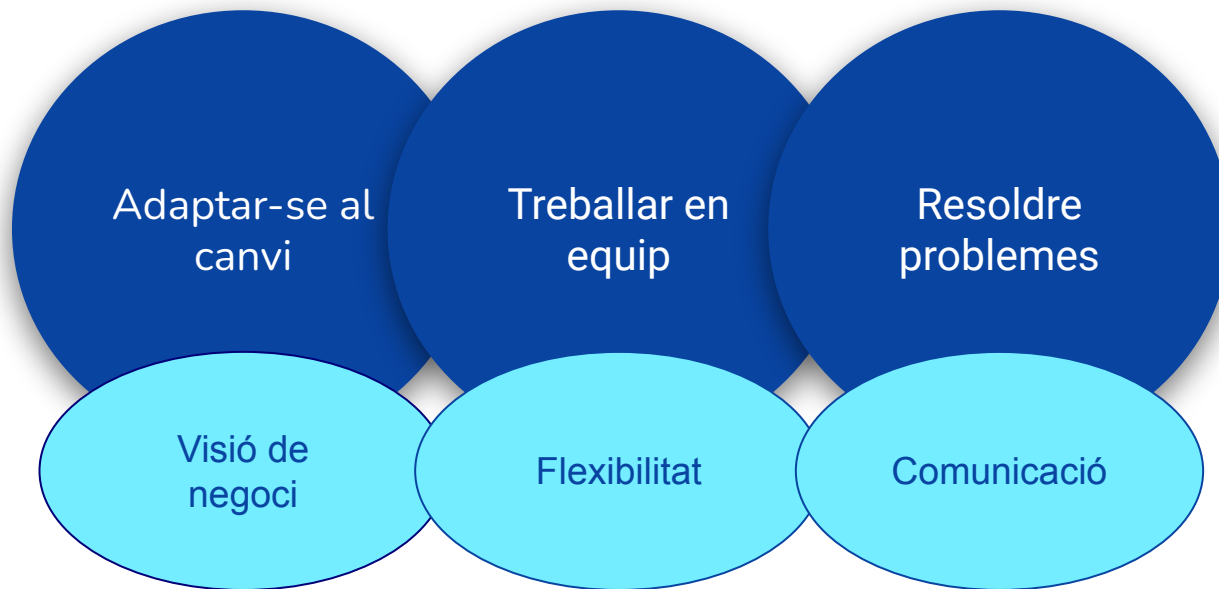 Adaptar-se al
canvi
Treballar en
equip
Resoldre
problemes
Visió de
negoci
Flexibilitat
Comunicació